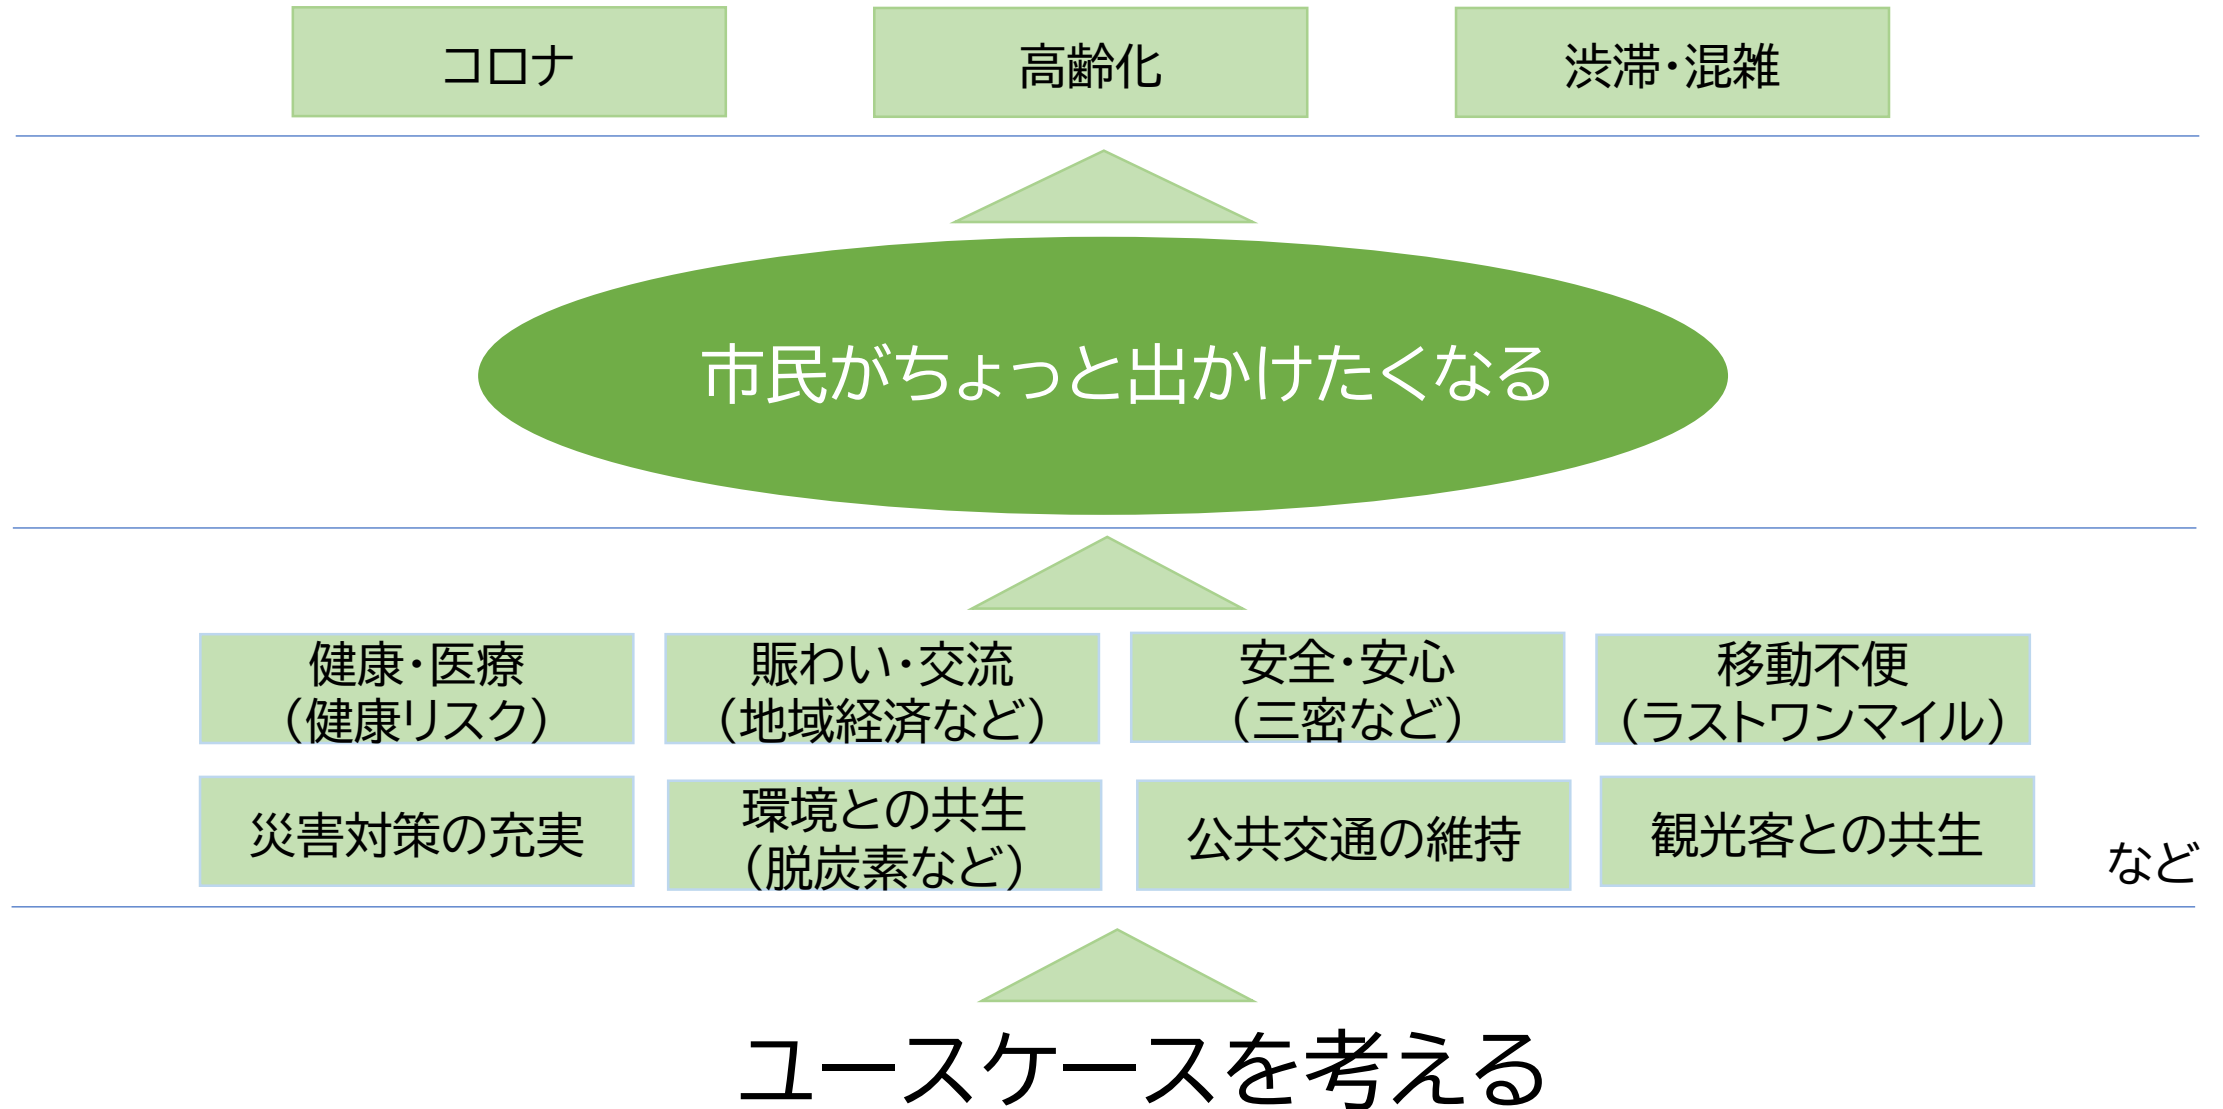 コロナ
高齢化
渋滞・混雑
市民がちょっと出かけたくなる
健康・医療
（健康リスク）
賑わい・交流
（地域経済など）
安全・安心
（三密など）
移動不便
（ラストワンマイル）
災害対策の充実
環境との共生
（脱炭素など）
公共交通の維持
観光客との共生
など
ユースケースを考える